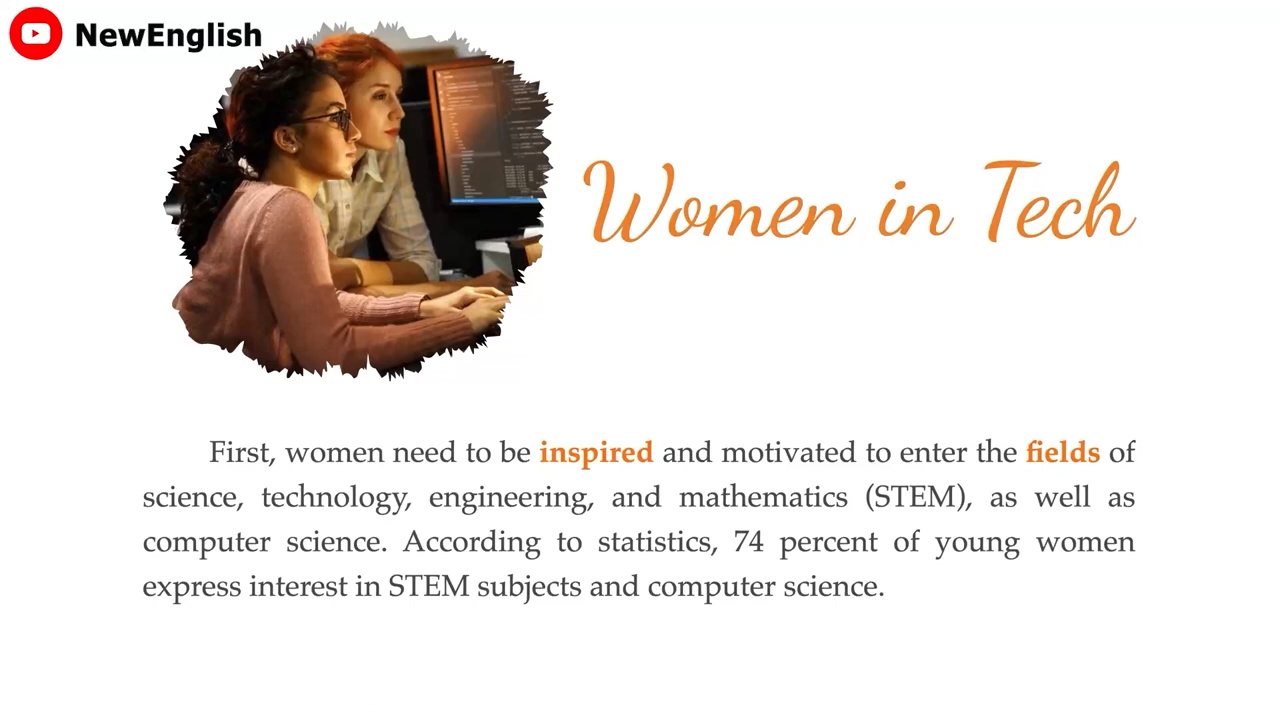 NewEnglish
Women in Tech
First, women need to be inspired and motivated to enter the fields of
science, technology, engineering, and mathematics (STEM), as well as
computer science. According to statistics, 74 percent of young women
express interest in STEM subjects and computer science.